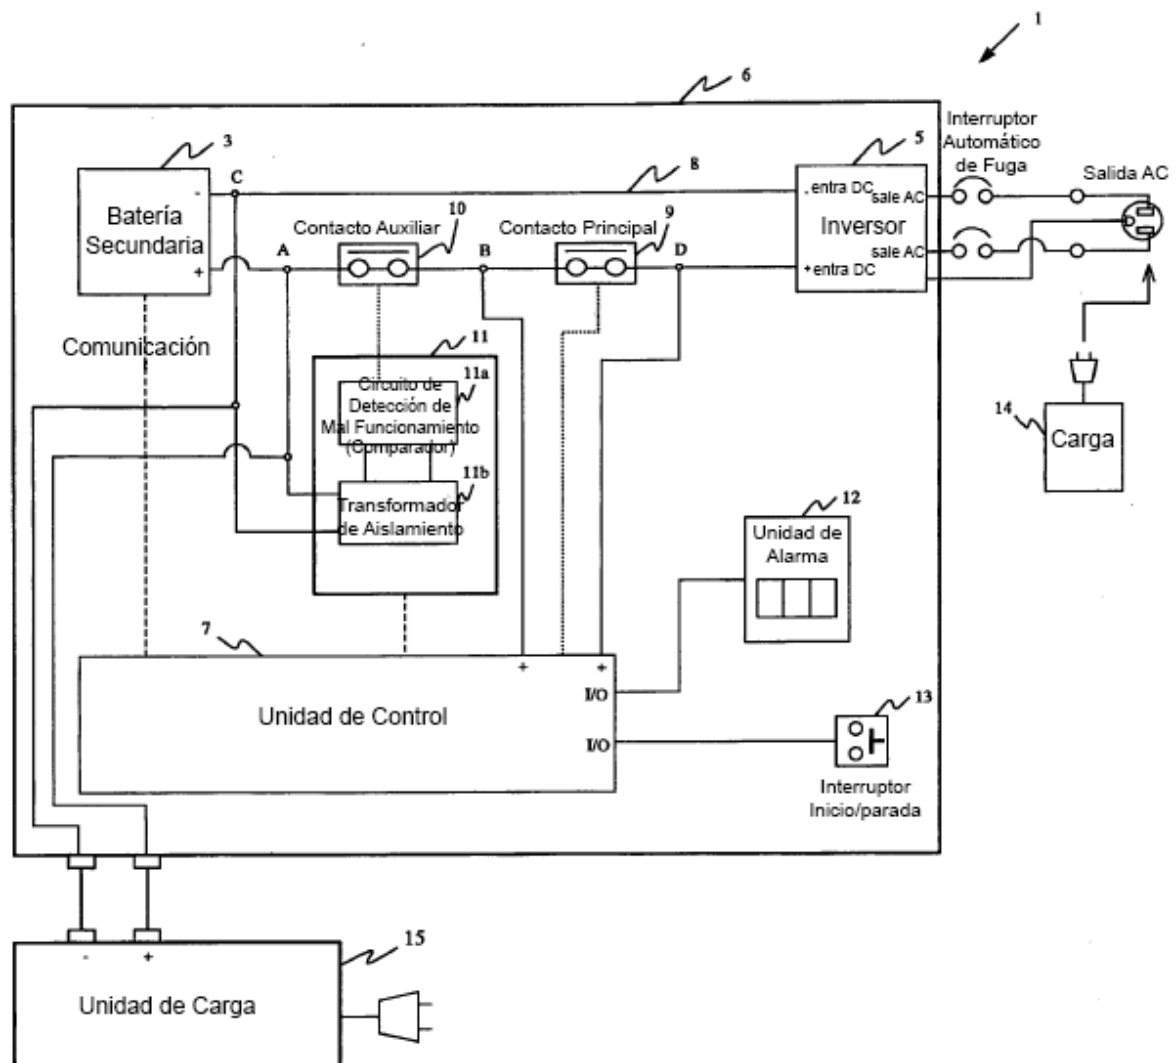 1
6
Interruptor
Automático
de Fuga
Salida AC
3
C
8
5
-
Batería
Secundaria
+
- entra DC
sale AC
Inversor
sale AC
+ entra DC
Contacto Auxiliar
10
Contacto Principal
9
A
B
D
Comunicación
11
11a
Circuito de
Detección de
Mal Funcionamiento
(Comparador)
11b
Transformador
de Aislamiento
14
Carga
12
Unidad de
Alarma
7
+
+
I/O
Unidad de Control
I/O
13
Interruptor
Inicio/parada
15
-
+
Unidad de Carga